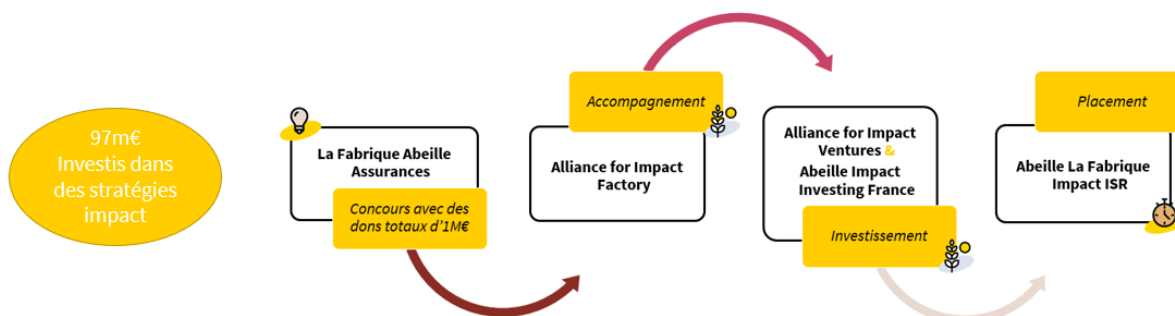 97m€
Investis dans
des stratégies
impact
La Fabrique Abeille
Assurances
Concours avec des
dons totaux d'1M€
Accompagnement
Alliance for Impact
Factory
Alliance for Impact
Ventures &
Abeille Impact
Investing France
Investissement
Placement
Abeille La Fabrique
Impact ISR